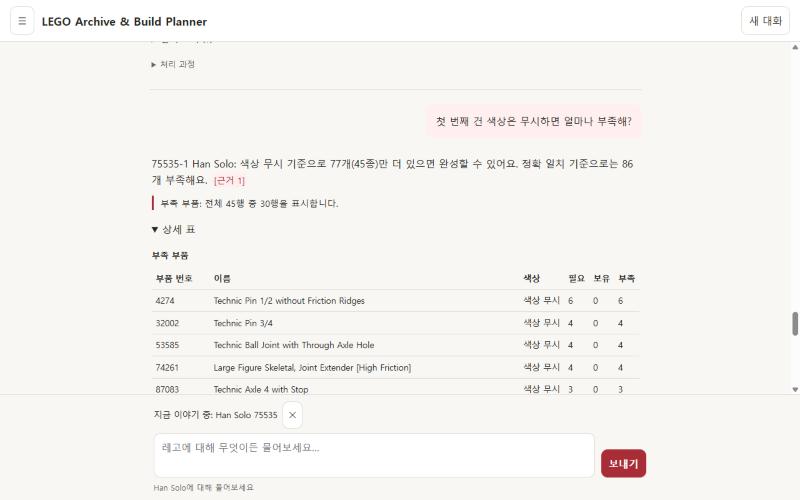 ☰ LEGO Archive & Build Planner 새 대화
▶ 처리 과정
첫 번째 건 색상은 무시하면 얼마나 부족해?
75535-1 Han Solo: 색상 무시 기준으로 77개(45종)만 더 있으면 완성할 수 있어요. 정확 일치 기준으로는 86
개 부족해요. [근거 1]
부족 부품: 전체 45행 중 30행을 표시합니다.
▼ 상세 표
부족 부품
부품 번호 이름 색상 필요 보유 부족
4274 Technic Pin 1/2 without Friction Ridges 색상 무시 6 0 6
32002 Technic Pin 3/4 색상 무시 4 0 4
53585 Technic Ball Joint with Through Axle Hole 색상 무시 4 0 4
74261 Large Figure Skeletal, Joint Extender [High Friction] 색상 무시 4 0 4
87083 Technic Axle 4 with Stop 색상 무시 3 0 3
지금 이야기 중: Han Solo 75535 ×
레고에 대해 무엇이든 물어보세요...
보내기
Han Solo에 대해 물어보세요